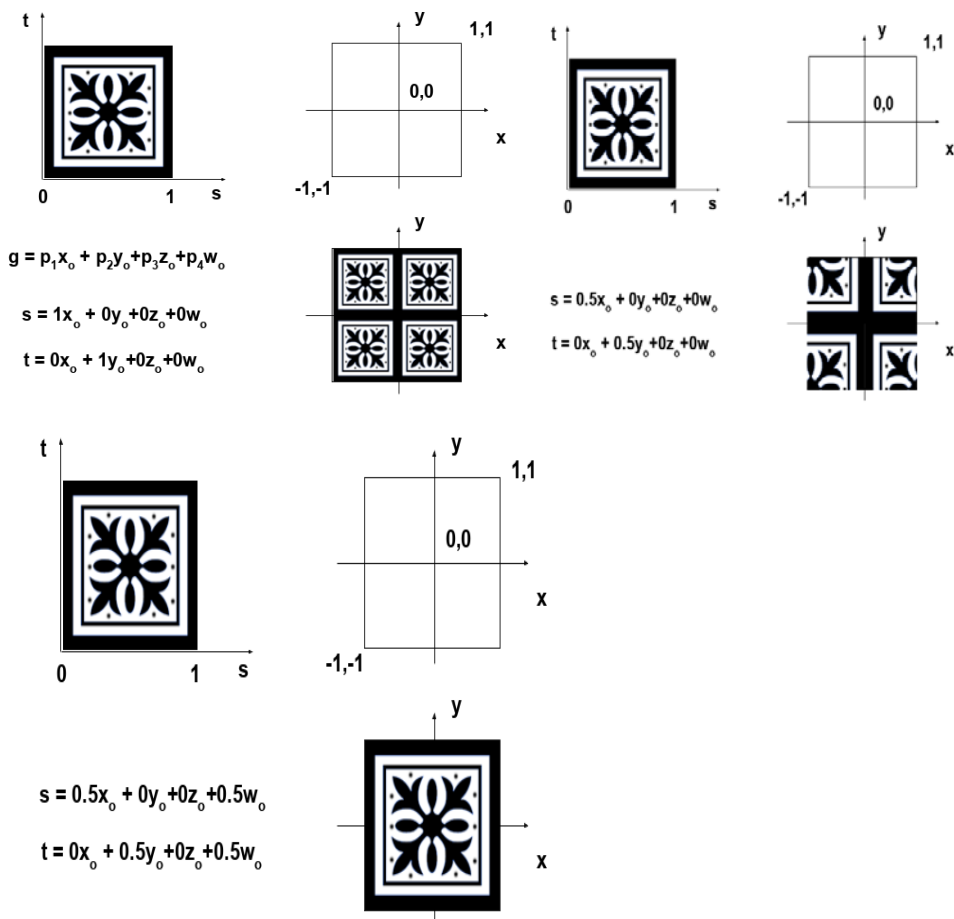 t
y
1,1
0,0
x
-1,-1
0
1
s
g = p₁xₒ + p₂yₒ+p₃zₒ+p₄wₒ
s = 1xₒ + 0yₒ+0zₒ+0wₒ
t = 0xₒ + 1yₒ+0zₒ+0wₒ
y
x
t
y
1,1
0,0
x
-1,-1
0
1
s
s = 0.5xₒ + 0yₒ+0zₒ+0wₒ
t = 0xₒ + 0.5yₒ+0zₒ+0wₒ
y
x
t
y
1,1
0,0
x
-1,-1
0
1
s
s = 0.5xₒ + 0yₒ+0zₒ+0.5wₒ
t = 0xₒ + 0.5yₒ+0zₒ+0.5wₒ
y
x